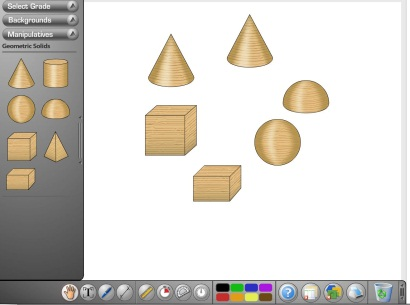 Select Grade
Backgrounds
Manipulatives
Geometric Solids
T
?